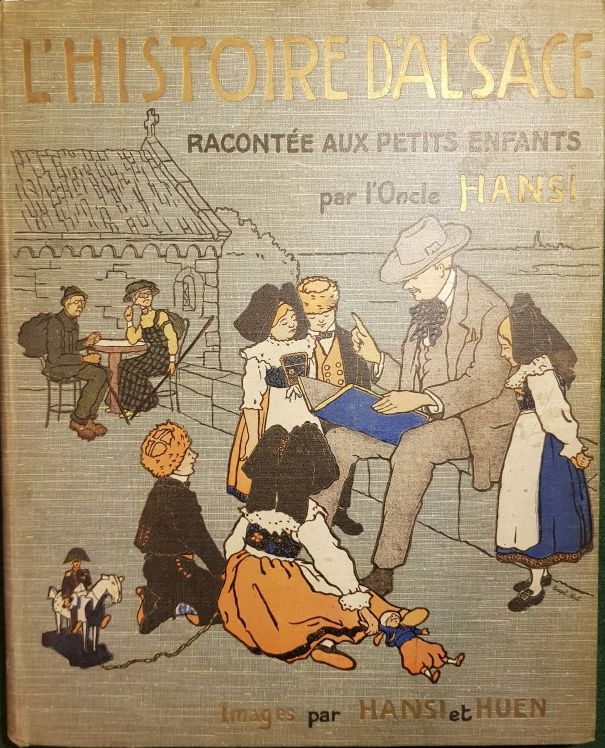 L'HISTOIRE D'ALSACE
RACONTÉE AUX PETITS ENFANTS
par l'Oncle HANSI
Images par HANSI et HUEN